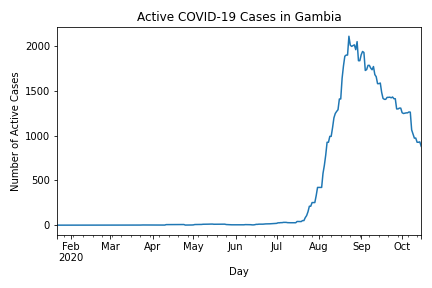 Active COVID-19 Cases in Gambia
Number of Active Cases
2000
1500
1000
500
0
Feb Mar Apr May Jun Jul Aug Sep Oct
2020
Day